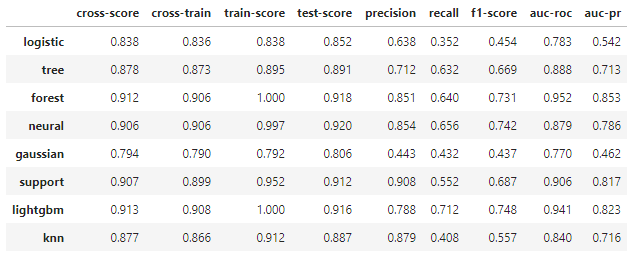 cross-score cross-train train-score test-score precision recall f1-score auc-roc auc-pr
logistic 0.838 0.836 0.838 0.852 0.638 0.352 0.454 0.783 0.542
tree 0.878 0.873 0.895 0.891 0.712 0.632 0.669 0.888 0.713
forest 0.912 0.906 1.000 0.918 0.851 0.640 0.731 0.952 0.853
neural 0.906 0.906 0.997 0.920 0.854 0.656 0.742 0.879 0.786
gaussian 0.794 0.790 0.792 0.806 0.443 0.432 0.437 0.770 0.462
support 0.907 0.899 0.952 0.912 0.908 0.552 0.687 0.906 0.817
lightgbm 0.913 0.908 1.000 0.916 0.788 0.712 0.748 0.941 0.823
knn 0.877 0.866 0.912 0.887 0.879 0.408 0.557 0.840 0.716